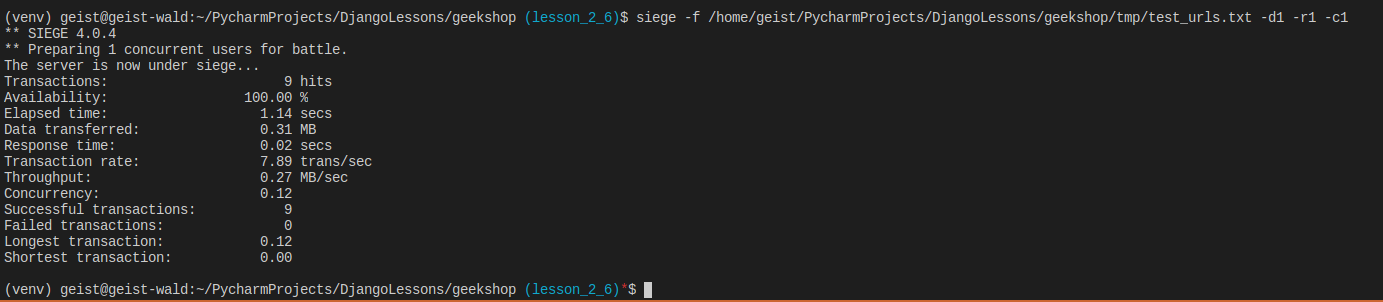 (venv) geist@geist-wald:~/PycharmProjects/DjangoLessons/geekshop (lesson_2_6)$ siege -f /home/geist/PycharmProjects/DjangoLessons/geekshop/tmp/test_urls.txt -d1 -r1 -c1
** SIEGE 4.0.4
** Preparing 1 concurrent users for battle.
The server is now under siege...
Transactions: 9 hits
Availability: 100.00 %
Elapsed time: 1.14 secs
Data transferred: 0.31 MB
Response time: 0.02 secs
Transaction rate: 7.89 trans/sec
Throughput: 0.27 MB/sec
Concurrency: 0.12
Successful transactions: 9
Failed transactions: 0
Longest transaction: 0.12
Shortest transaction: 0.00
(venv) geist@geist-wald:~/PycharmProjects/DjangoLessons/geekshop (lesson_2_6)*$